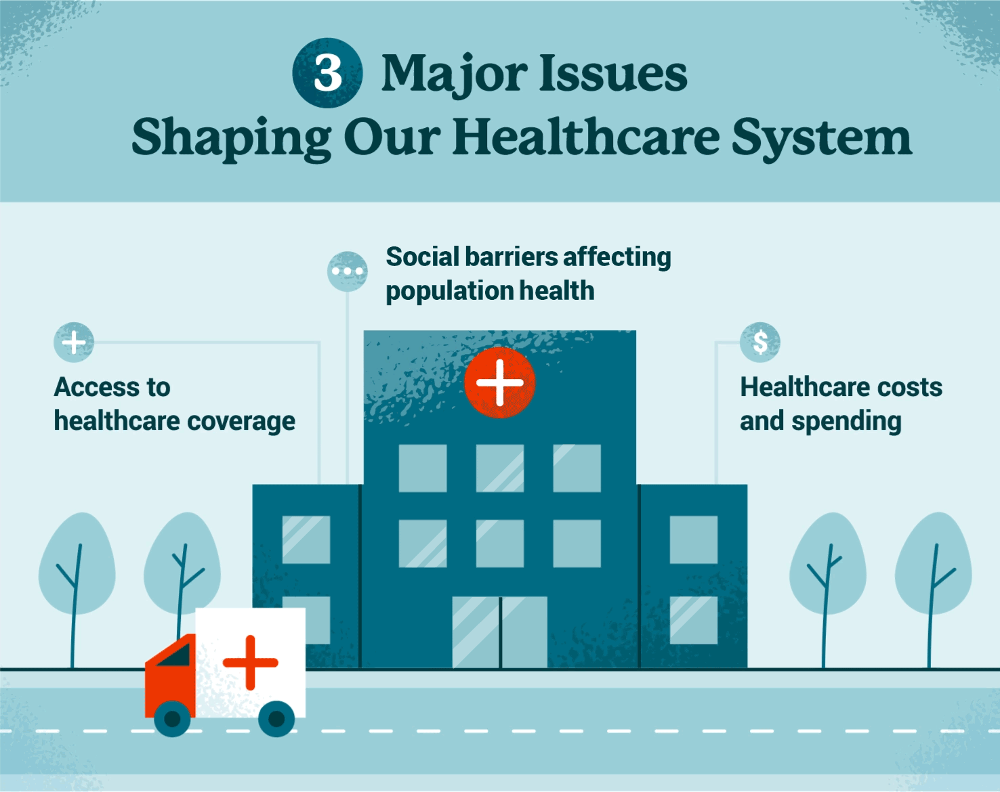 3 Major Issues
Shaping Our Healthcare System
Social barriers affecting
population health
Access to
healthcare coverage
$
Healthcare costs
and spending